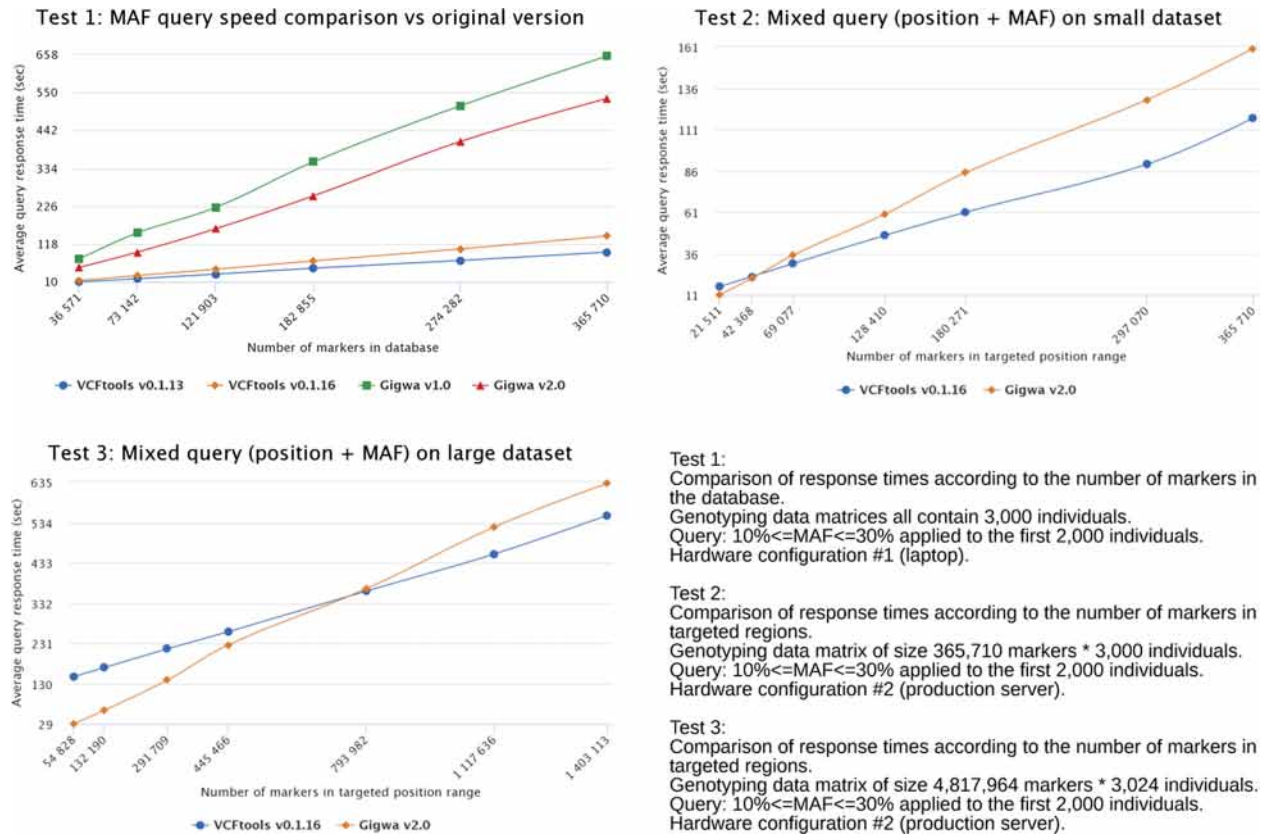 Test 1: MAF query speed comparison vs original version
Average query response time (sec)
658
550
442
334
226
118
10
36 571
73 142
121 903
182 855
274 282
365 710
Number of markers in database
VCFtools v0.1.13
VCFtools v0.1.16
Gigwa v1.0
Gigwa v2.0
Test 2: Mixed query (position + MAF) on small dataset
Average query response time (sec)
161
136
111
86
61
36
11
21 511
42 368
69 077
128 410
180 271
297 070
365 710
Number of markers in targeted position range
VCFtools v0.1.16
Gigwa v2.0
Test 3: Mixed query (position + MAF) on large dataset
Average query response time (sec)
635
534
433
332
231
130
29
54 828
132 190
291 709
445 466
793 982
1 117 636
1 403 113
Number of markers in targeted position range
VCFtools v0.1.16
Gigwa v2.0
Test 1:
Comparison of response times according to the number of markers in
the database.
Genotyping data matrices all contain 3,000 individuals.
Query: 10%<=MAF<=30% applied to the first 2,000 individuals.
Hardware configuration #1 (laptop).
Test 2:
Comparison of response times according to the number of markers in
targeted regions.
Genotyping data matrix of size 365,710 markers * 3,000 individuals.
Query: 10%<=MAF<=30% applied to the first 2,000 individuals.
Hardware configuration #2 (production server).
Test 3:
Comparison of response times according to the number of markers in
targeted regions.
Genotyping data matrix of size 4,817,964 markers * 3,024 individuals.
Query: 10%<=MAF<=30% applied to the first 2,000 individuals.
Hardware configuration #2 (production server).